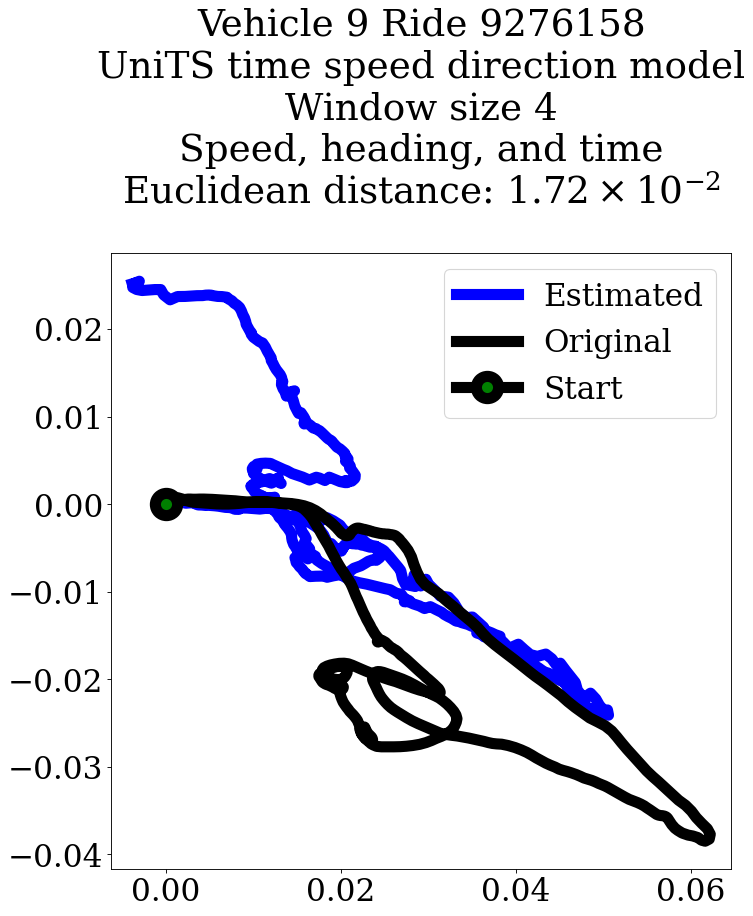 Vehicle 9 Ride 9276158
UniTS time speed direction model
Window size 4
Speed, heading, and time
Euclidean distance: 1.72 × 10⁻²
Estimated
Original
Start
0.02
0.01
0.00
−0.01
−0.02
−0.03
−0.04
0.00 0.02 0.04 0.06